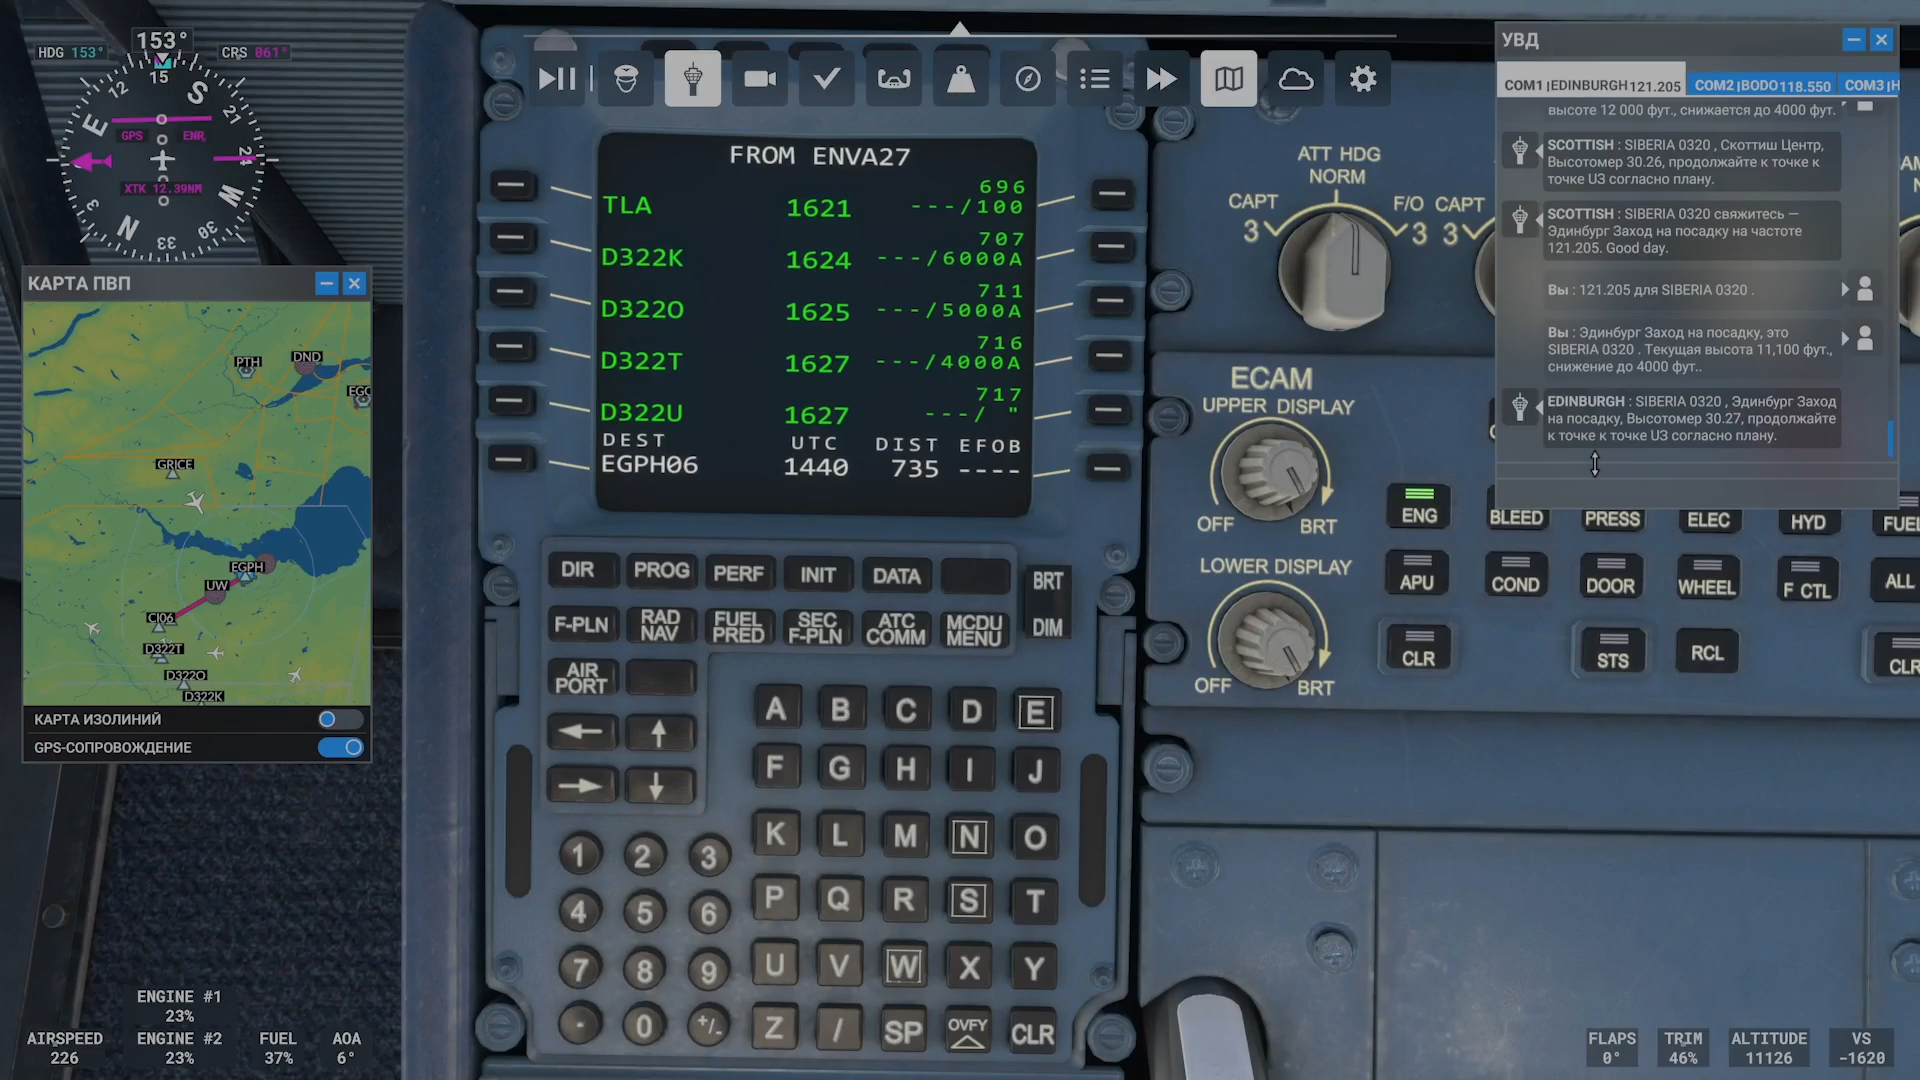 HDG 153°
153°
CRS 061°
12 15 S 21 24 W 30 33 N E
GPS ENR
XTK 12.39NM
КАРТА ПВП
PTH
DND
GRICE
EGPH
UW
CI06
D322T
D322O
D322K
КАРТА ИЗОЛИНИЙ
GPS-СОПРОВОЖДЕНИЕ
ENGINE #1
23%
AIRSPEED
226
ENGINE #2
23%
FUEL
37%
AOA
6°
FROM ENVA27
696
TLA 1621 ---/100
707
D322K 1624 ---/6000A
711
D322O 1625 ---/5000A
716
D322T 1627 ---/4000A
717
D322U 1627 ---/ "
DEST UTC DIST EFOB
EGPH06 1440 735 ----
DIR PROG PERF INIT DATA
BRT
DIM
F-PLN
RAD NAV
FUEL PRED
SEC F-PLN
ATC COMM
MCDU MENU
AIR PORT
A B C D E
F G H I J
1 2 3 K L M N O
4 5 6 P Q R S T
7 8 9 U V W X Y
. 0 +/- Z / SP OVFY CLR
ATT HDG
NORM
CAPT F/O CAPT
3 3 3
ECAM
UPPER DISPLAY
OFF BRT
LOWER DISPLAY
OFF BRT
ENG BLEED PRESS ELEC HYD FUEL
APU COND DOOR WHEEL F CTL ALL
CLR STS RCL CLR
УВД
COM1 |EDINBURGH 121.205
COM2 |BODO 118.550
COM3 |H
высоте 12 000 фут., снижается до 4000 фут.
SCOTTISH : SIBERIA 0320 , Скоттиш Центр,
Высотомер 30.26, продолжайте к точке к
точке U3 согласно плану.
SCOTTISH : SIBERIA 0320 свяжитесь —
Эдинбург Заход на посадку на частоте
121.205. Good day.
Вы : 121.205 для SIBERIA 0320 .
Вы : Эдинбург Заход на посадку, это
SIBERIA 0320 . Текущая высота 11,100 фут.,
снижение до 4000 фут..
EDINBURGH : SIBERIA 0320 , Эдинбург Заход
на посадку, Высотомер 30.27, продолжайте
к точке к точке U3 согласно плану.
FLAPS
0°
TRIM
46%
ALTITUDE
11126
VS
-1620